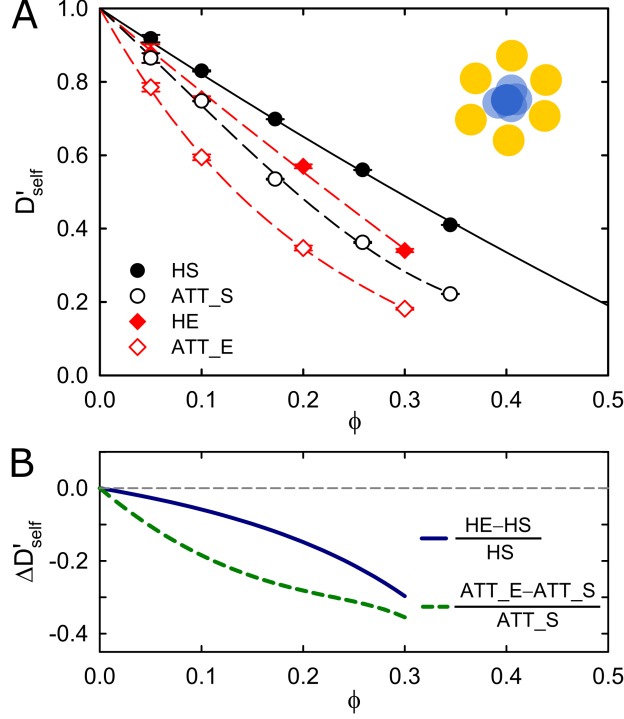 A
1.0
0.8
0.6
0.4
0.2
0.0
D'self
HS
ATT_S
HE
ATT_E
0.0 0.1 0.2 0.3 0.4 0.5
ϕ
B
0.0
-0.2
-0.4
ΔD'self
HE–HS
HS
ATT_E–ATT_S
ATT_S
0.0 0.1 0.2 0.3 0.4 0.5
ϕ